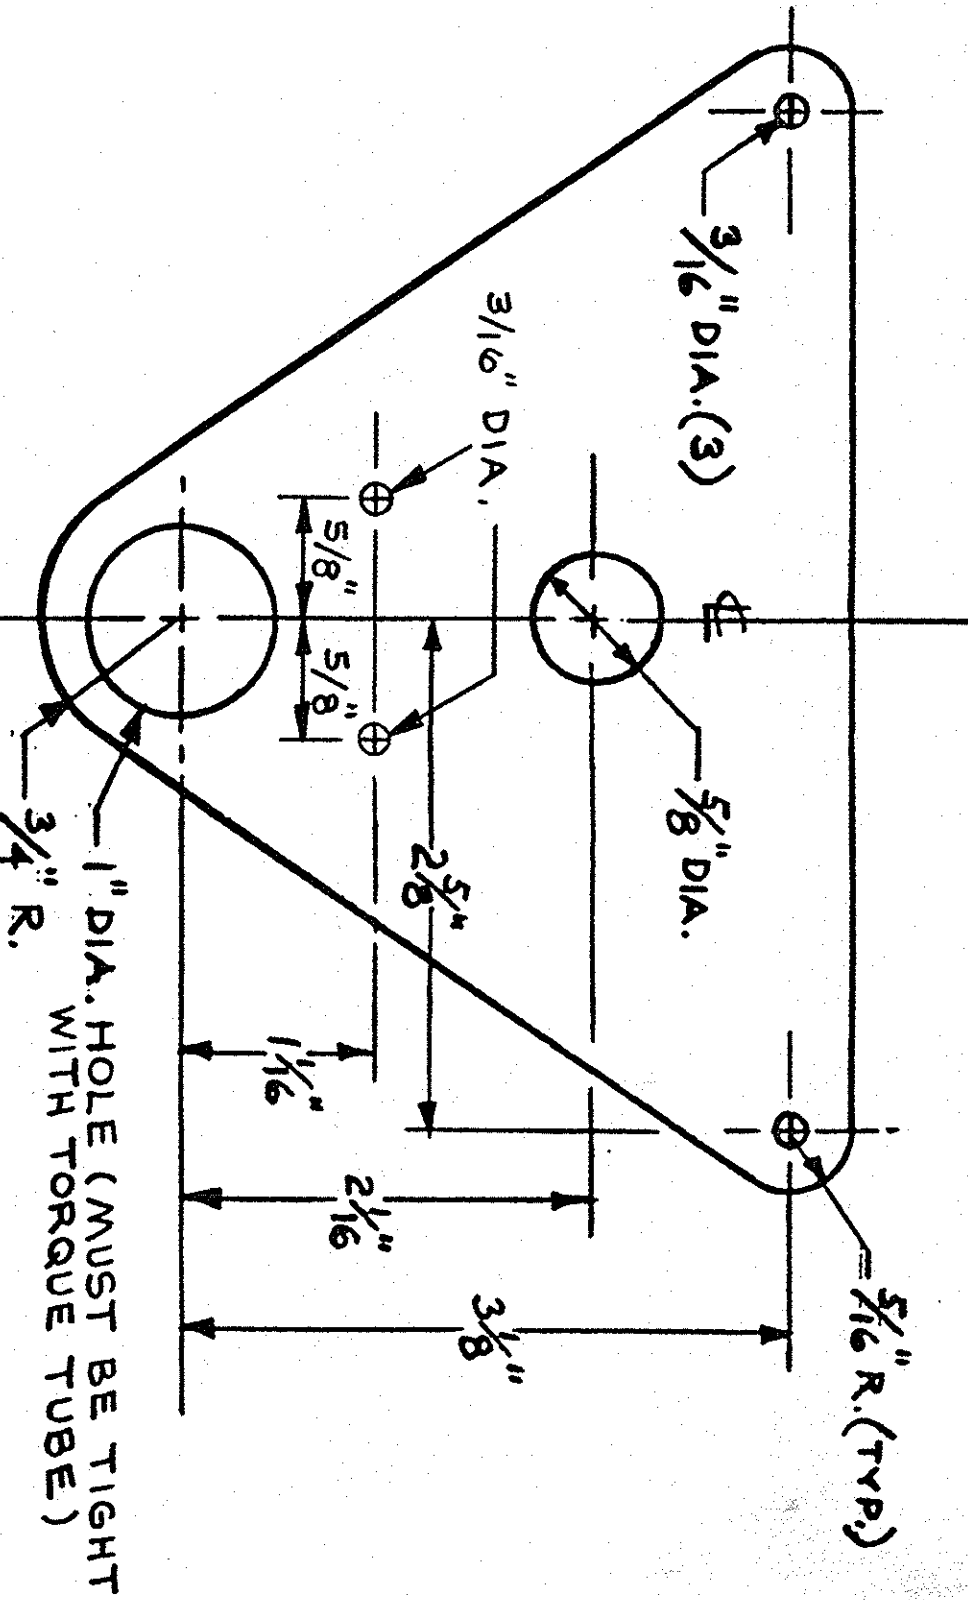 5/16" R. (TYP.)
℄
3/16" DIA. (3)
5/8" DIA.
3 1/8"
3/16" DIA.
2 5/8"
2 1/16"
5/8"
5/8"
1 1/16"
1" DIA. HOLE (MUST BE TIGHT
WITH TORQUE TUBE)
3/4" R.